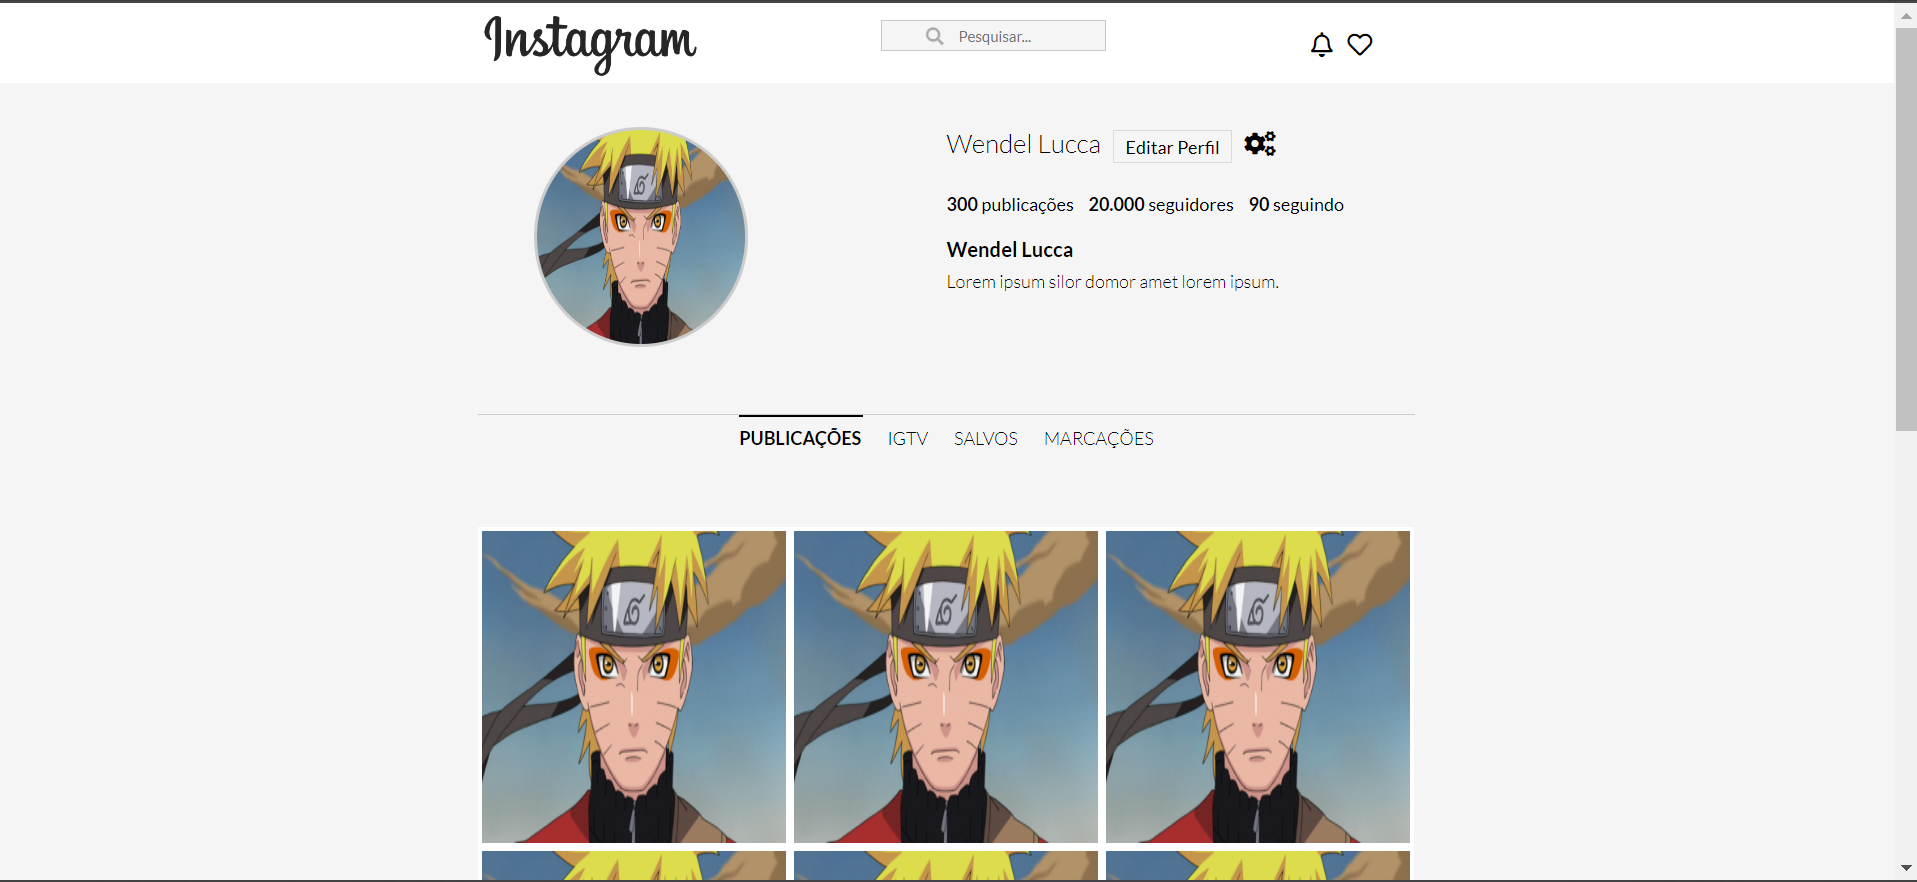 Instagram
Pesquisar...
Wendel Lucca
Editar Perfil
300 publicações 20.000 seguidores 90 seguindo
Wendel Lucca
Lorem ipsum silor domor amet lorem ipsum.
PUBLICAÇÕES IGTV SALVOS MARCAÇÕES